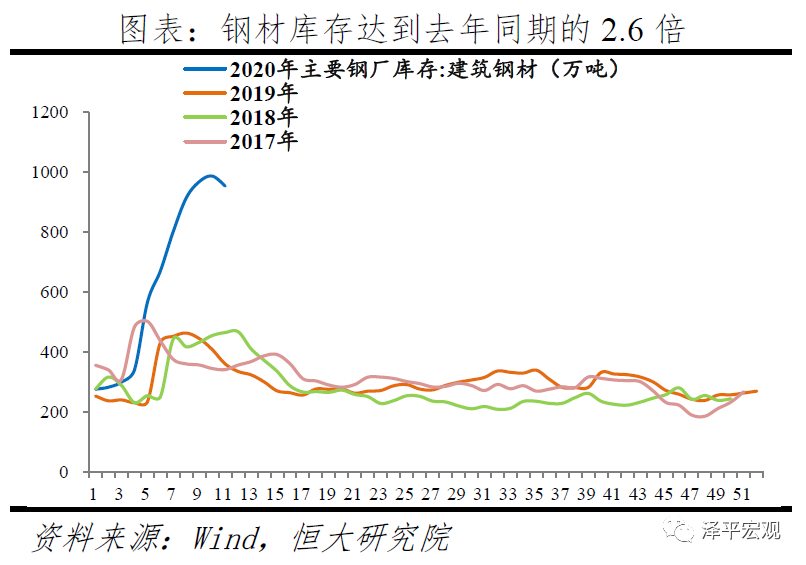 图表：钢材库存达到去年同期的 2.6 倍
2020年主要钢厂库存:建筑钢材（万吨）
2019年
2018年
2017年
1200
1000
800
600
400
200
0
1 3 5 7 9 11 13 15 17 19 21 23 25 27 29 31 33 35 37 39 41 43 45 47 49 51
资料来源：Wind，恒大研究院
泽平宏观